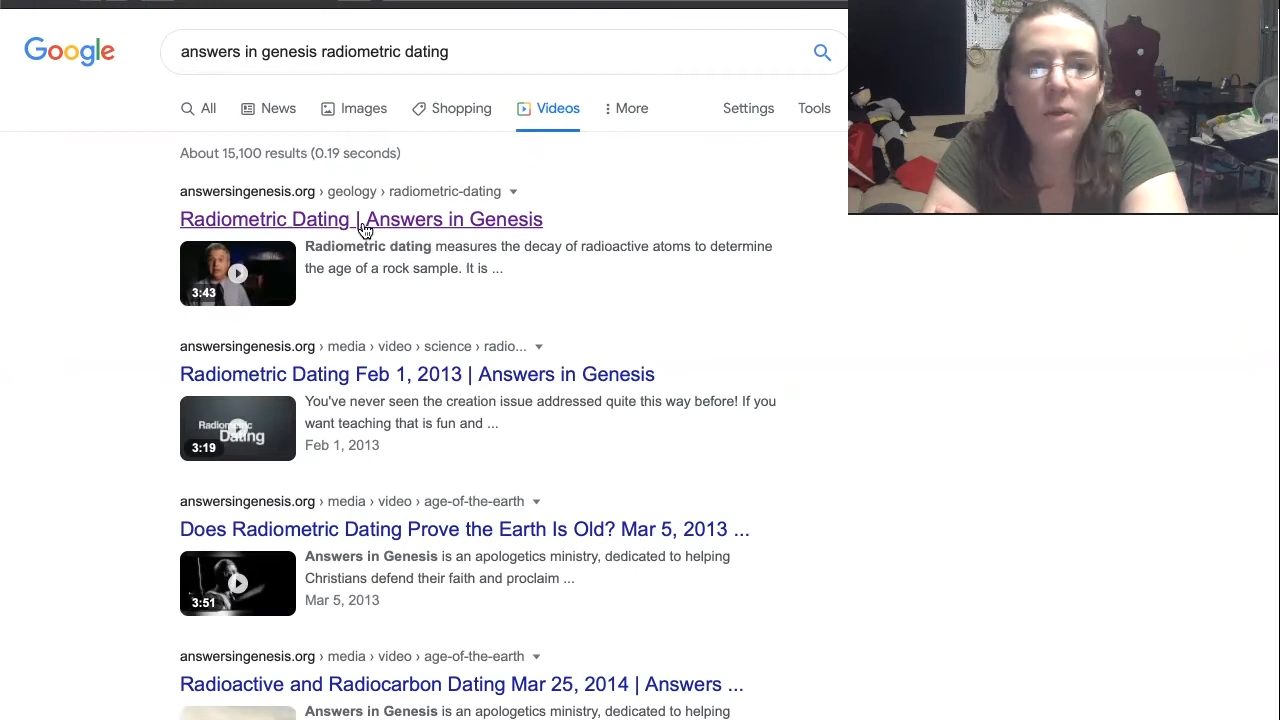 Google
answers in genesis radiometric dating
All News Images Shopping Videos More Settings Tools
About 15,100 results (0.19 seconds)
answersingenesis.org › geology › radiometric-dating
Radiometric Dating | Answers in Genesis
3:43
Radiometric dating measures the decay of radioactive atoms to determine
the age of a rock sample. It is ...
answersingenesis.org › media › video › science › radio...
Radiometric Dating Feb 1, 2013 | Answers in Genesis
Radiometric
Dating
3:19
You've never seen the creation issue addressed quite this way before! If you
want teaching that is fun and ...
Feb 1, 2013
answersingenesis.org › media › video › age-of-the-earth
Does Radiometric Dating Prove the Earth Is Old? Mar 5, 2013 ...
3:51
Answers in Genesis is an apologetics ministry, dedicated to helping
Christians defend their faith and proclaim ...
Mar 5, 2013
answersingenesis.org › media › video › age-of-the-earth
Radioactive and Radiocarbon Dating Mar 25, 2014 | Answers ...
Answers in Genesis is an apologetics ministry, dedicated to helping